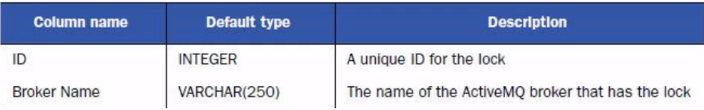 Column name Default type Description
ID INTEGER A unique ID for the lock
Broker Name VARCHAR(250) The name of the ActiveMQ broker that has the lock